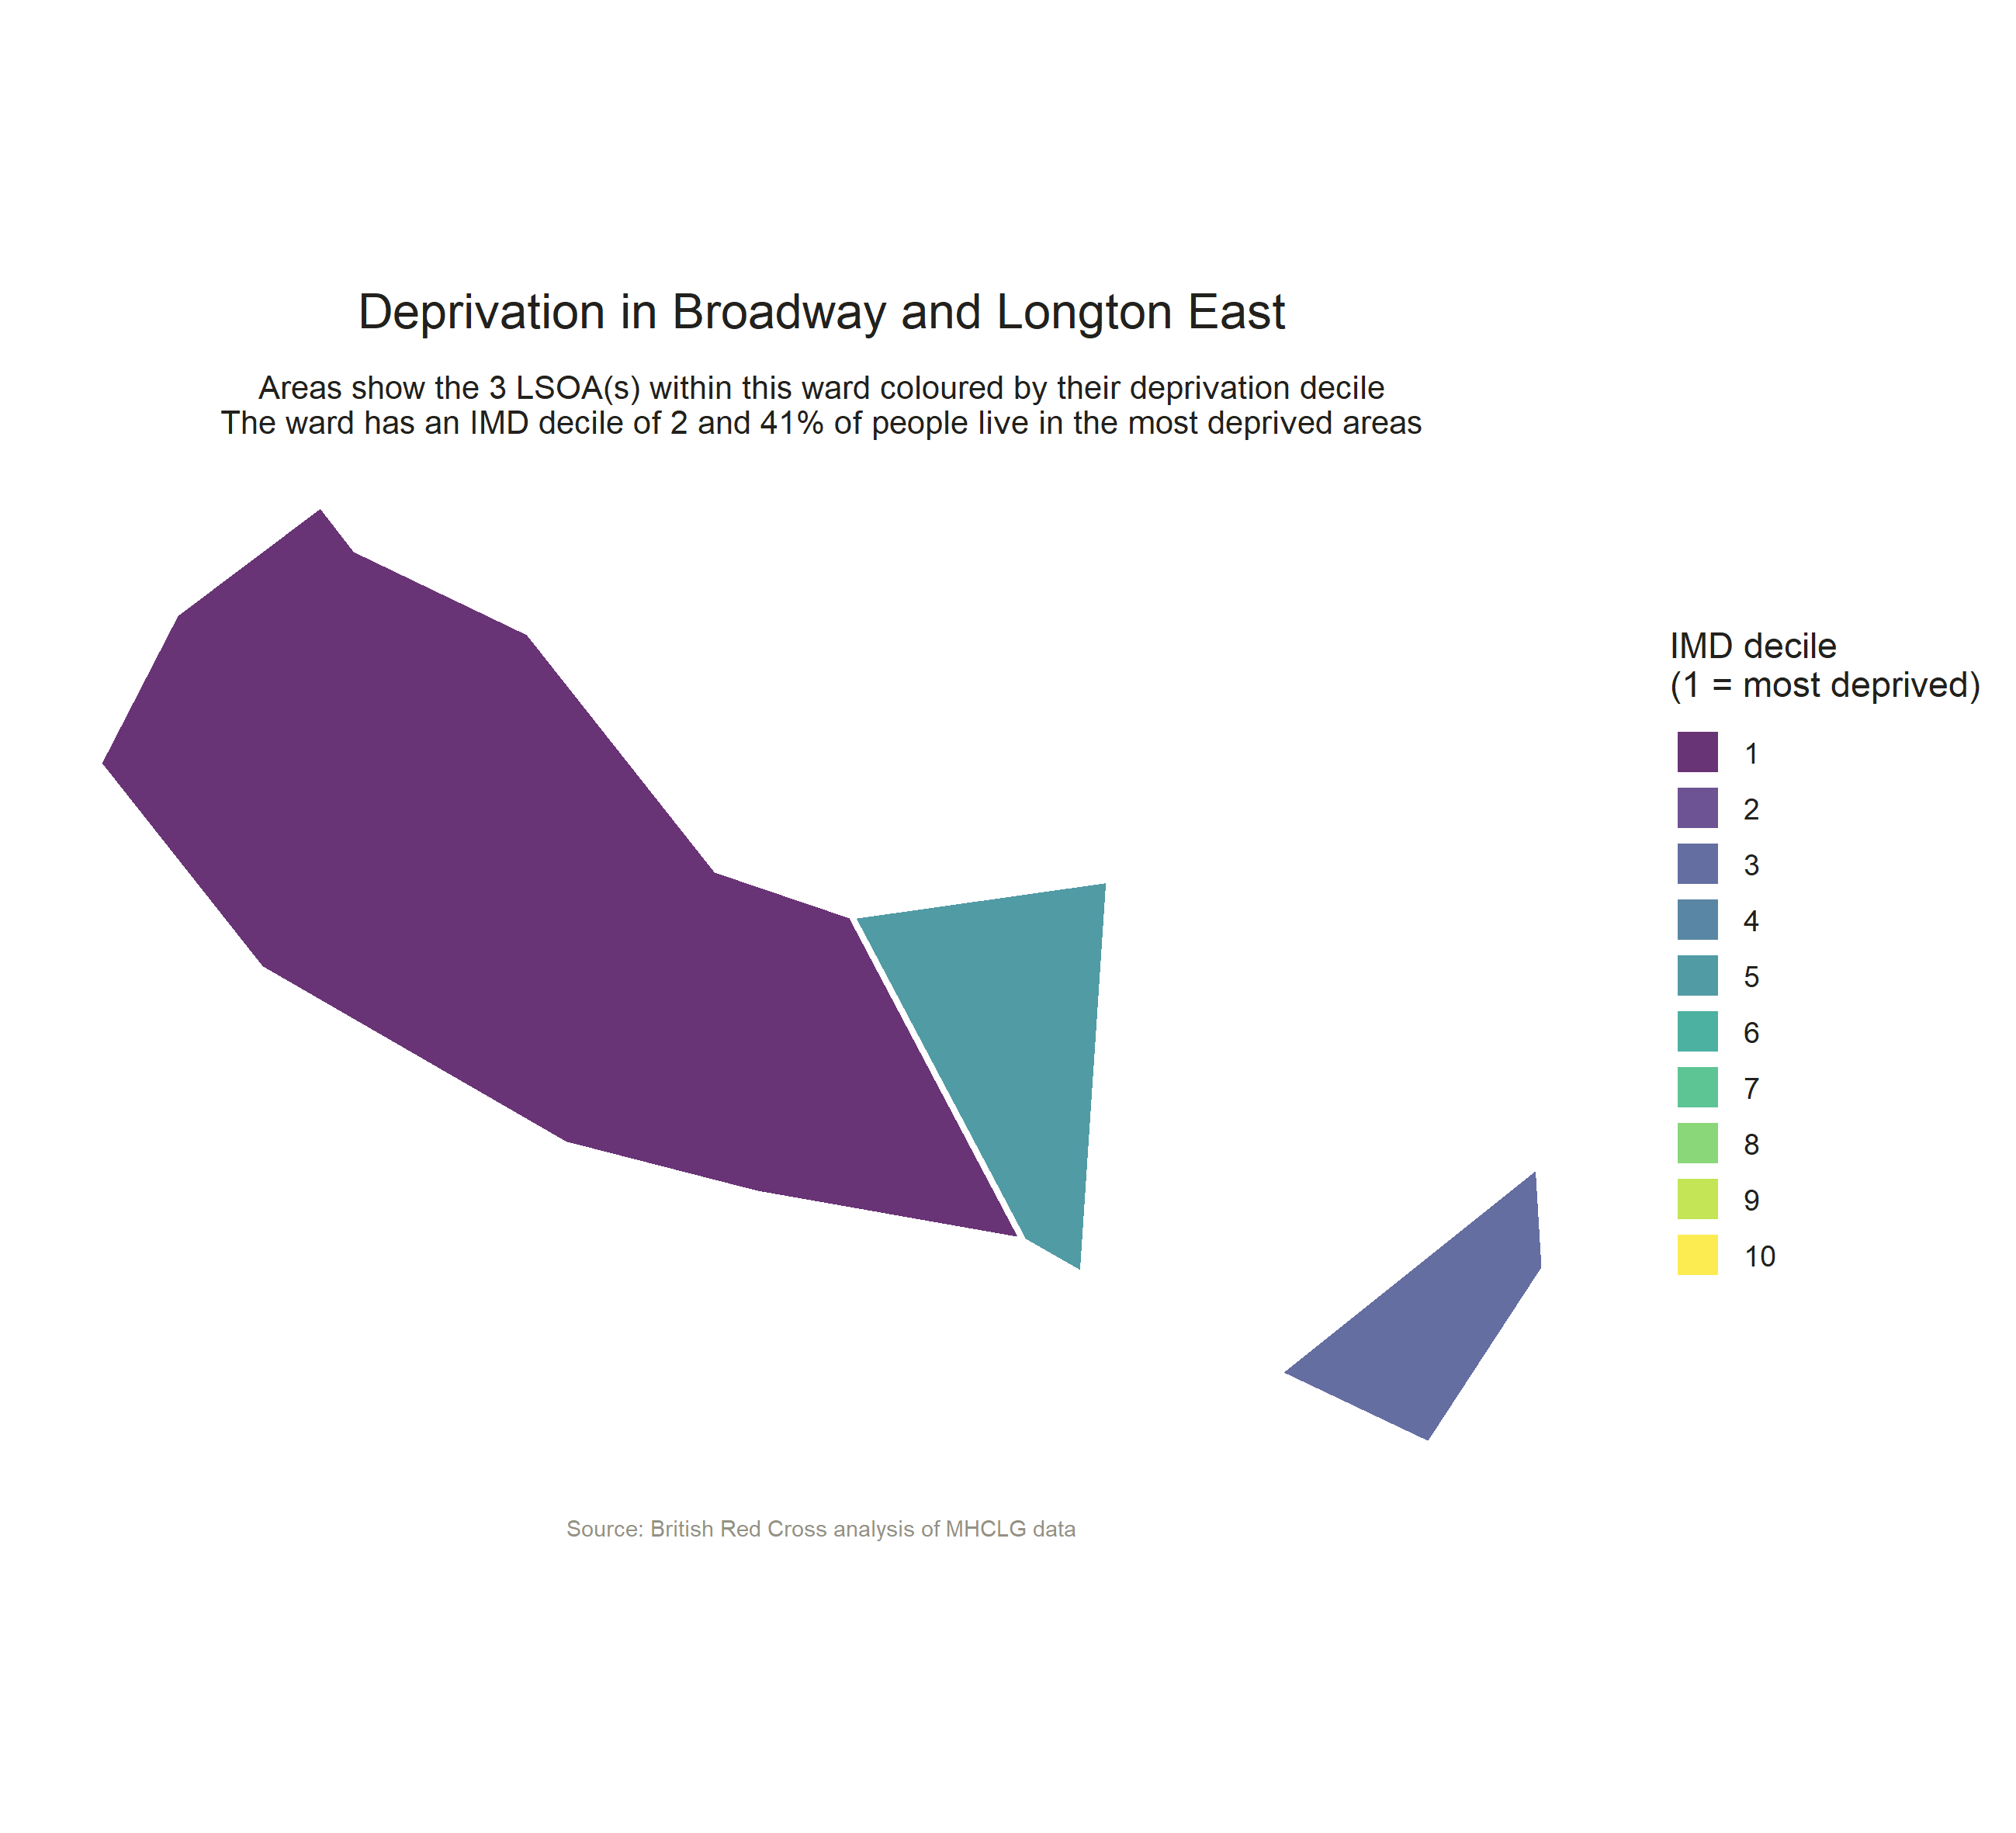 Deprivation in Broadway and Longton East
Areas show the 3 LSOA(s) within this ward coloured by their deprivation decile
The ward has an IMD decile of 2 and 41% of people live in the most deprived areas
IMD decile
(1 = most deprived)
1
2
3
4
5
6
7
8
9
10
Source: British Red Cross analysis of MHCLG data